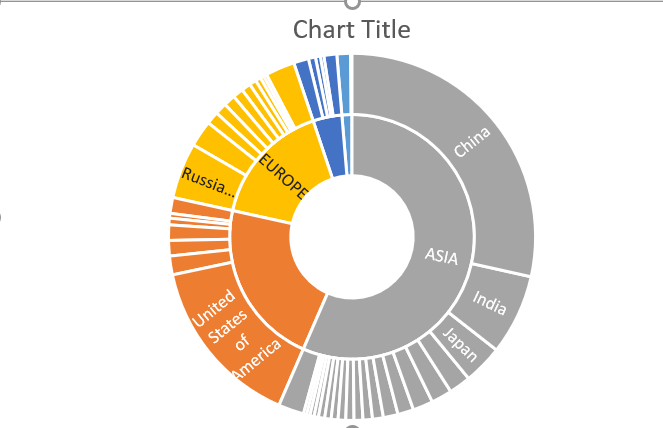 Chart Title
China
India
Japan
ASIA
EUROPE
Russia...
United
States
of
America